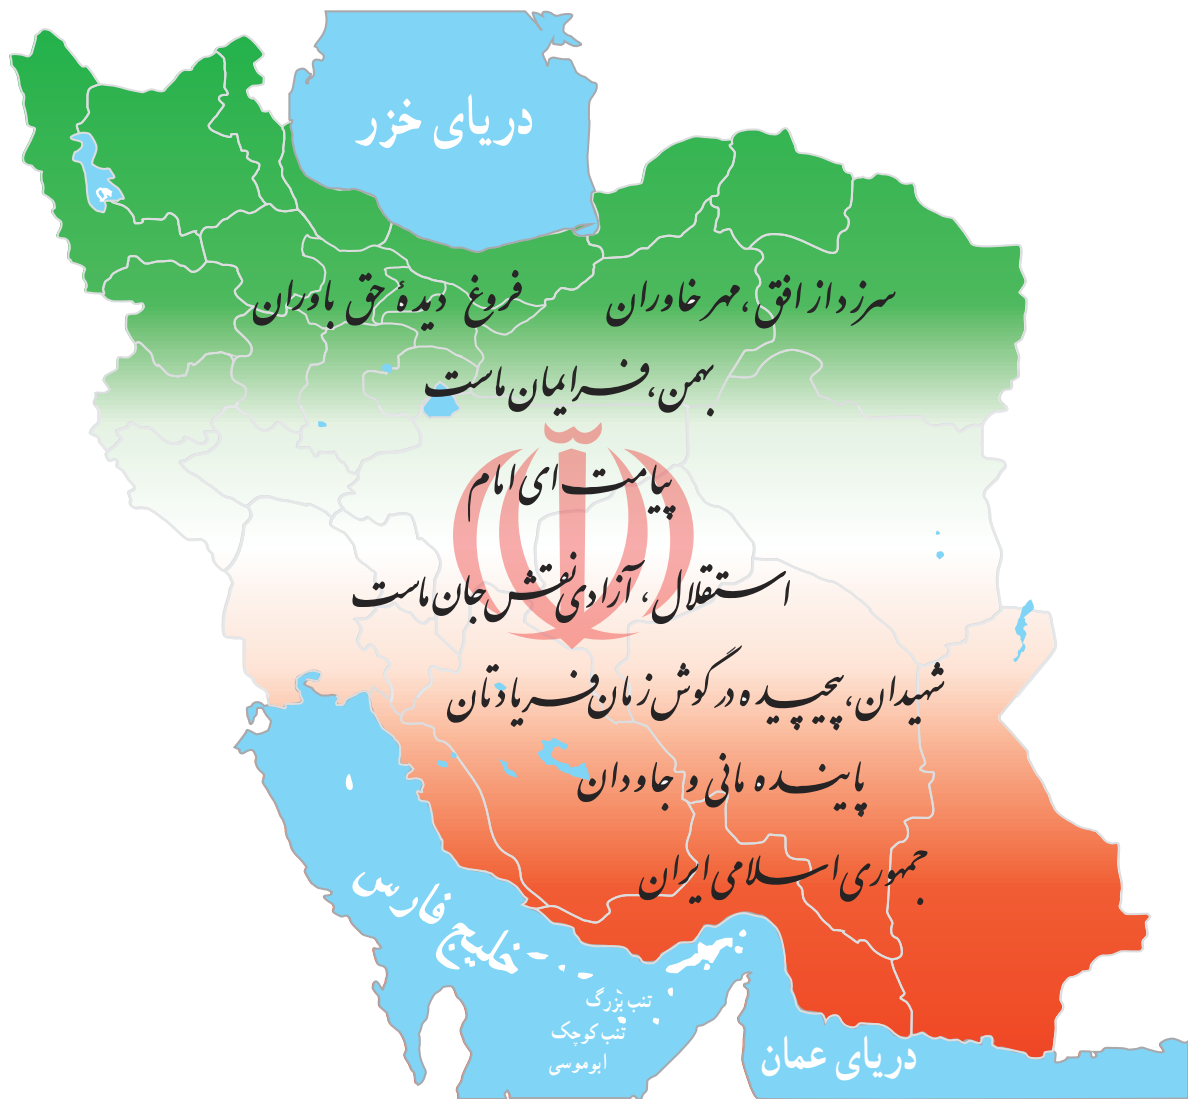 دریای خزر
سر زد از افق، مهر خاوران فروغ دیدهٔ حق باوران
بهمن، فر ایمان ماست
پیامت ای امام
استقلال، آزادی نقش جان ماست
شهیدان، پیچیده در گوش زمان فریادتان
پاینده مانی و جاودان
جمهوری اسلامی ایران
خلیج فارس
تنب بزرگ
تنب کوچک
ابوموسی
دریای عمان